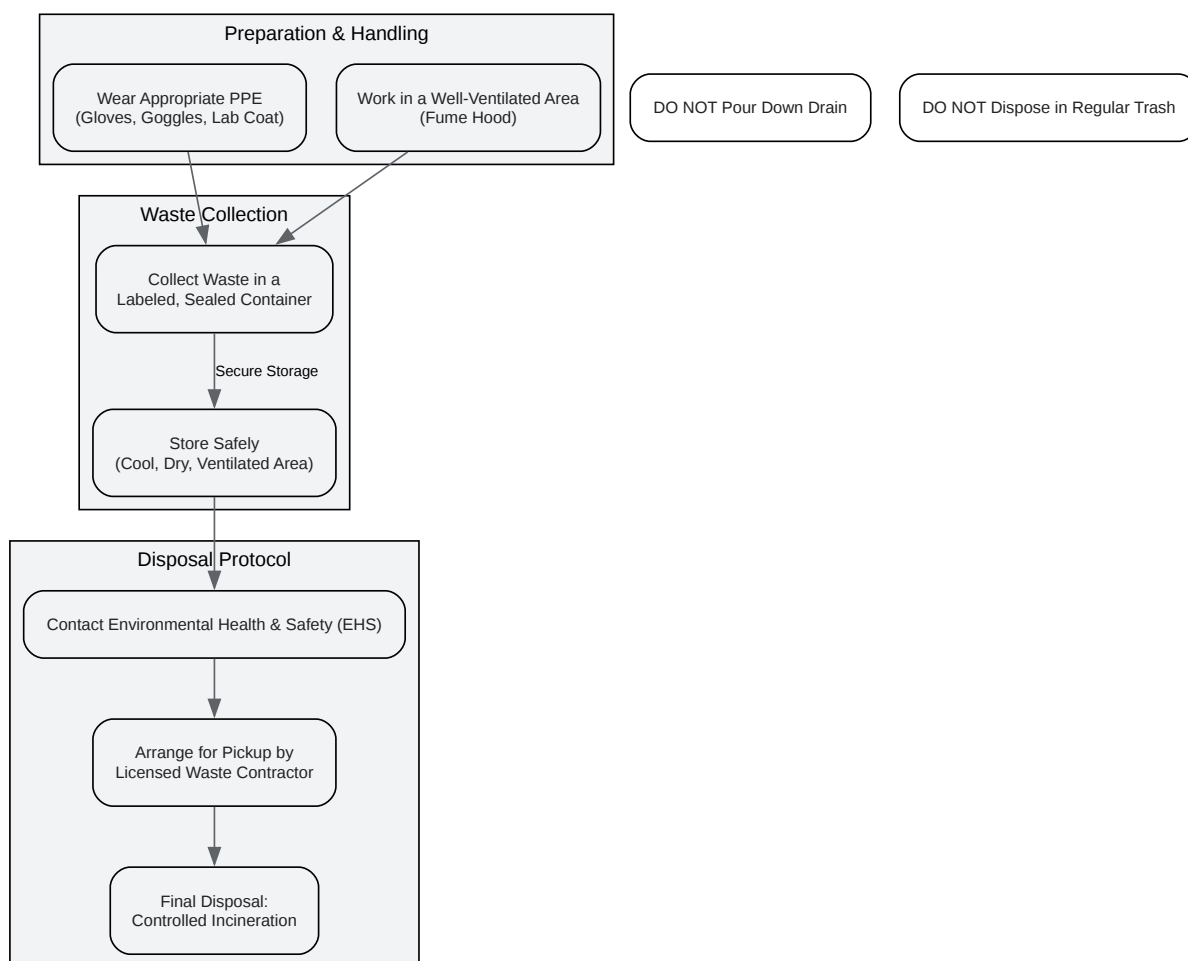 Preparation & Handling
Wear Appropriate PPE
(Gloves, Goggles, Lab Coat)
Work in a Well-Ventilated Area
(Fume Hood)
DO NOT Pour Down Drain
DO NOT Dispose in Regular Trash
Waste Collection
Collect Waste in a
Labeled, Sealed Container
Secure Storage
Store Safely
(Cool, Dry, Ventilated Area)
Disposal Protocol
Contact Environmental Health & Safety (EHS)
Arrange for Pickup by
Licensed Waste Contractor
Final Disposal:
Controlled Incineration